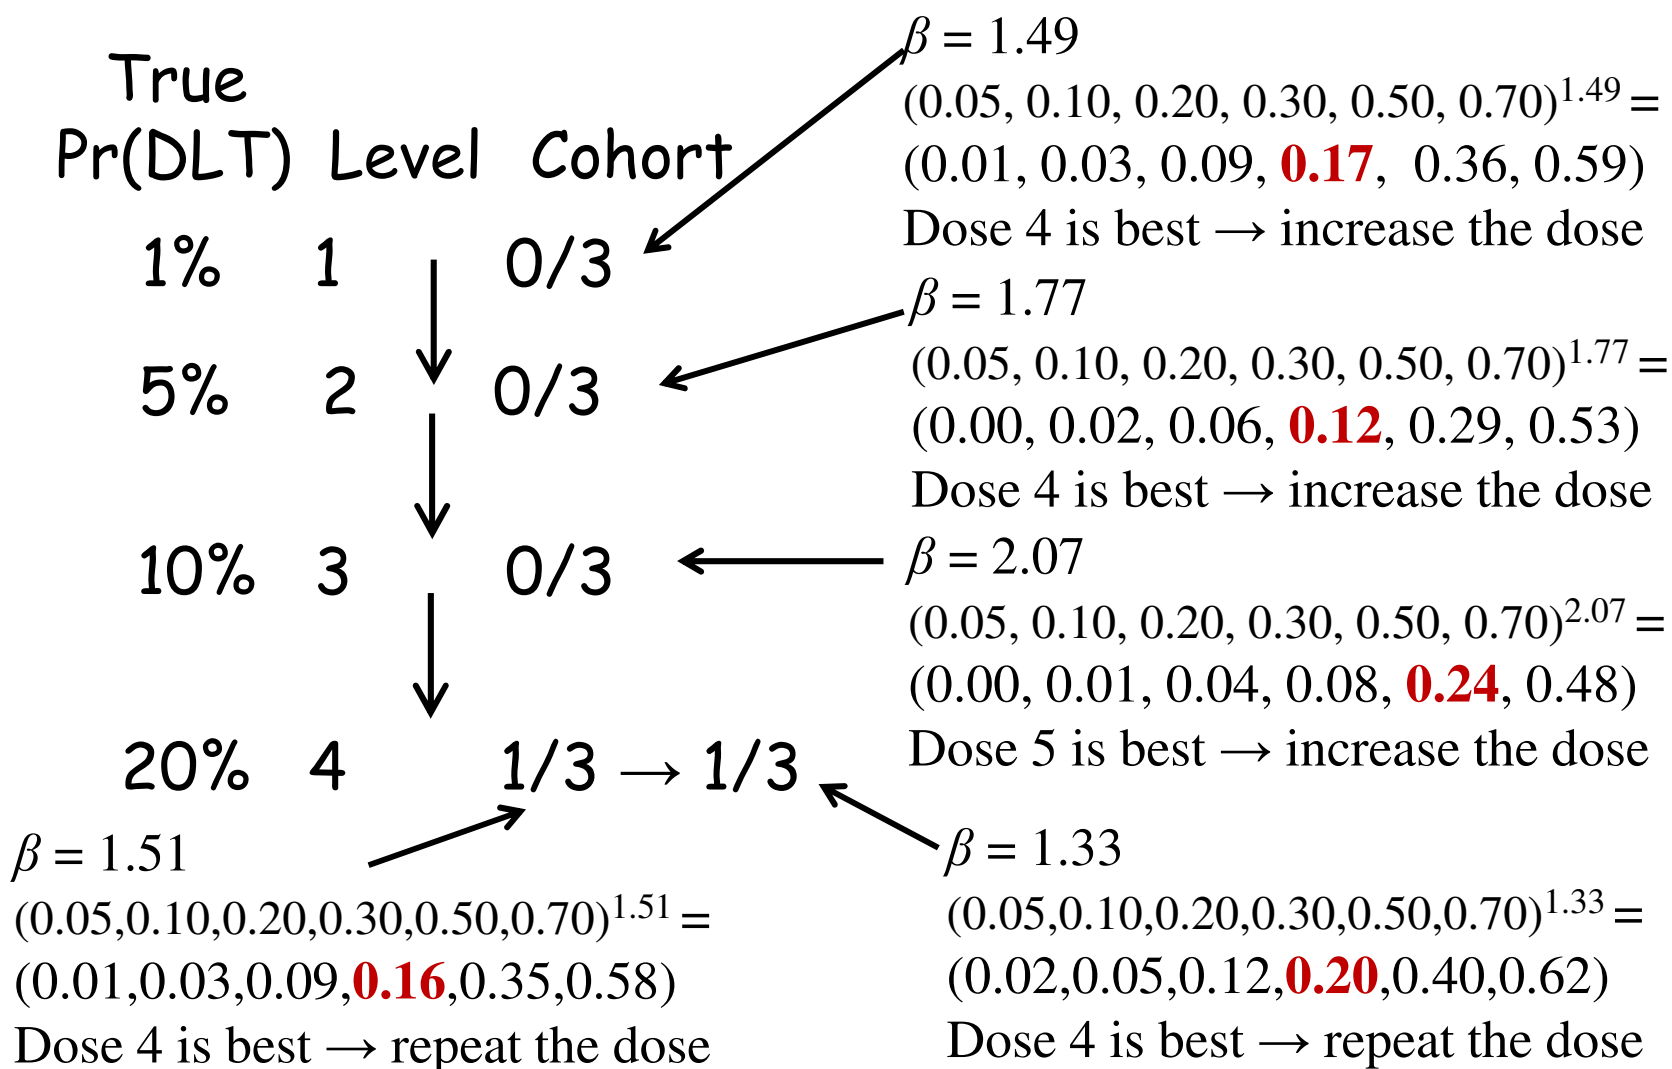 True
Pr(DLT) Level Cohort
1% 1 0/3
5% 2 0/3
10% 3 0/3
20% 4 1/3 → 1/3
β = 1.49
(0.05, 0.10, 0.20, 0.30, 0.50, 0.70)^1.49 =
(0.01, 0.03, 0.09, 0.17, 0.36, 0.59)
Dose 4 is best → increase the dose
β = 1.77
(0.05, 0.10, 0.20, 0.30, 0.50, 0.70)^1.77 =
(0.00, 0.02, 0.06, 0.12, 0.29, 0.53)
Dose 4 is best → increase the dose
β = 2.07
(0.05, 0.10, 0.20, 0.30, 0.50, 0.70)^2.07 =
(0.00, 0.01, 0.04, 0.08, 0.24, 0.48)
Dose 5 is best → increase the dose
β = 1.51
(0.05,0.10,0.20,0.30,0.50,0.70)^1.51 =
(0.01,0.03,0.09,0.16,0.35,0.58)
Dose 4 is best → repeat the dose
β = 1.33
(0.05,0.10,0.20,0.30,0.50,0.70)^1.33 =
(0.02,0.05,0.12,0.20,0.40,0.62)
Dose 4 is best → repeat the dose